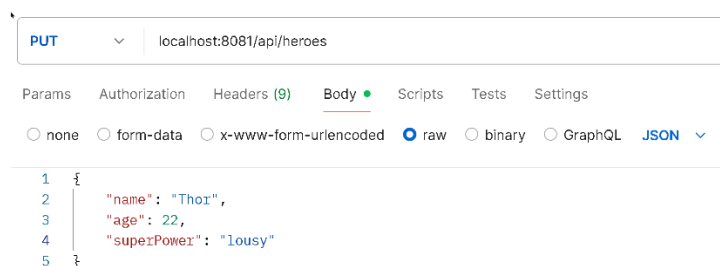 PUT localhost:8081/api/heroes
Params Authorization Headers (9) Body Scripts Tests Settings
none form-data x-www-form-urlencoded raw binary GraphQL JSON
1 {
2 "name": "Thor",
3 "age": 22,
4 "superPower": "lousy"
5 }